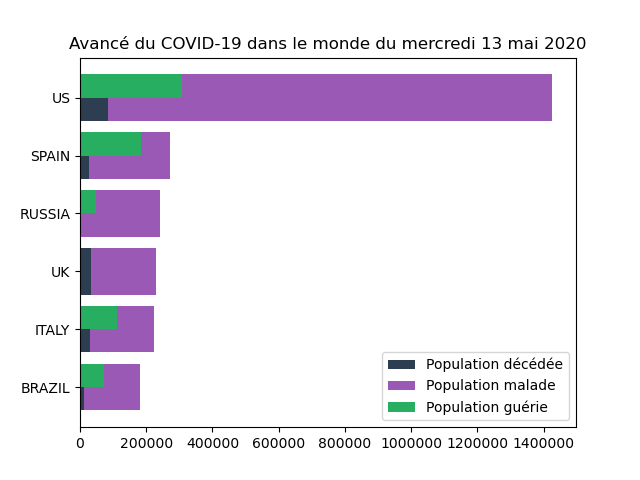 Avancé du COVID-19 dans le monde du mercredi 13 mai 2020
US
SPAIN
RUSSIA
UK
ITALY
BRAZIL
Population décédée
Population malade
Population guérie
0 200000 400000 600000 800000 1000000 1200000 1400000